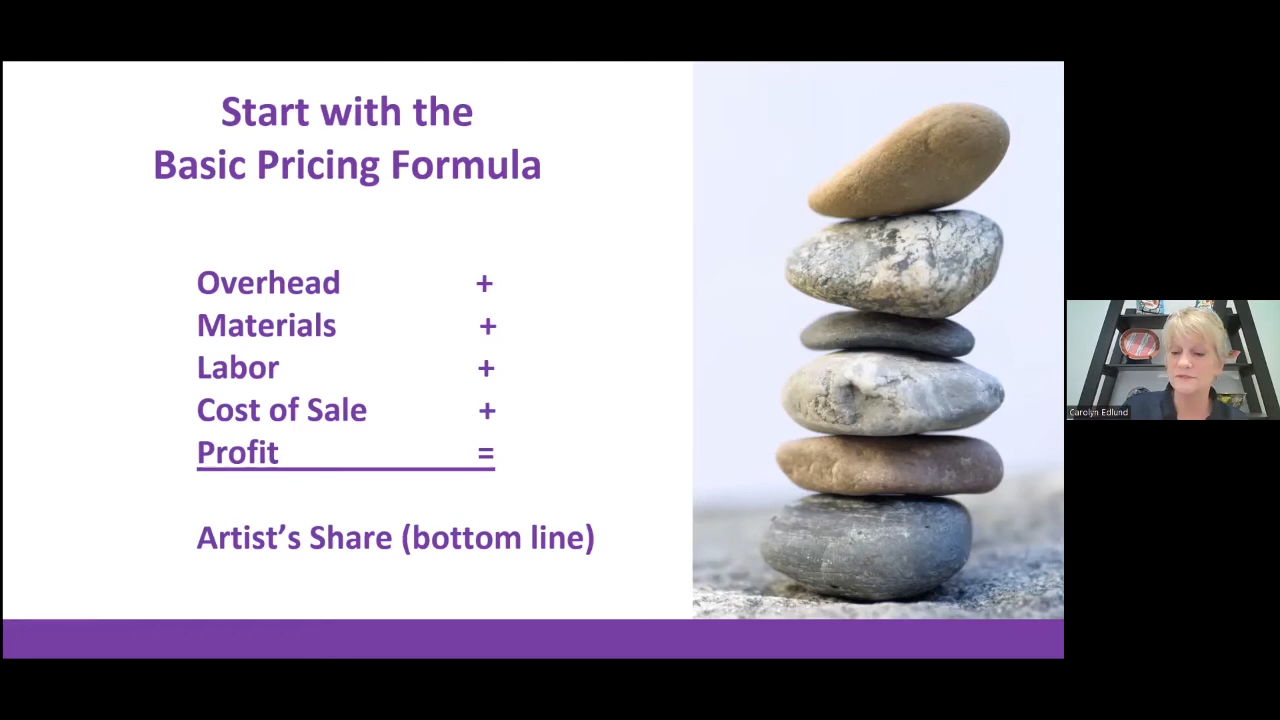 Start with the
Basic Pricing Formula
Overhead +
Materials +
Labor +
Cost of Sale +
Profit =
Artist’s Share (bottom line)
Carolyn Edlund